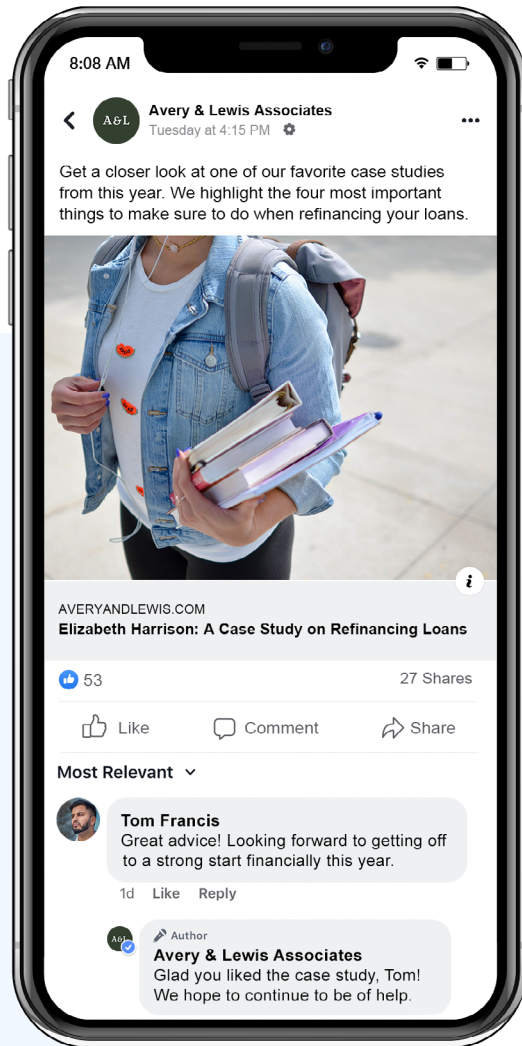 8:08 AM
A&L
Avery & Lewis Associates
Tuesday at 4:15 PM
Get a closer look at one of our favorite case studies
from this year. We highlight the four most important
things to make sure to do when refinancing your loans.
i
AVERYANDLEWIS.COM
Elizabeth Harrison: A Case Study on Refinancing Loans
53
27 Shares
Like
Comment
Share
Most Relevant
Tom Francis
Great advice! Looking forward to getting off
to a strong start financially this year.
1d Like Reply
A&L
Author
Avery & Lewis Associates
Glad you liked the case study, Tom!
We hope to continue to be of help.